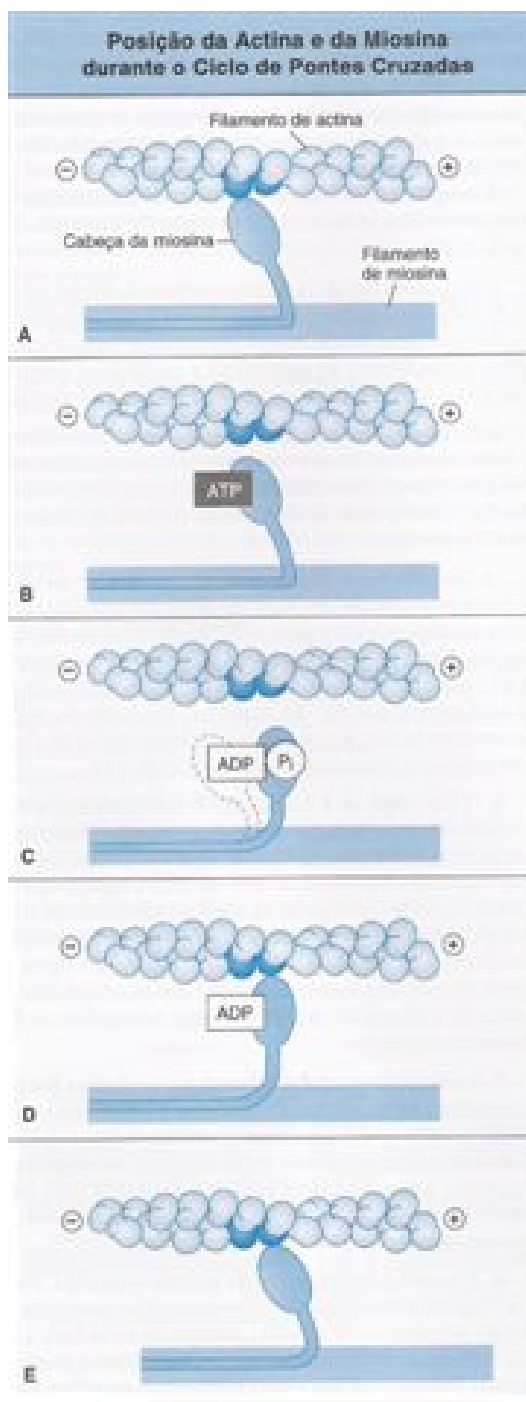 Posição da Actina e da Miosina
durante o Ciclo de Pontes Cruzadas
Filamento de actina
−
+
Cabeça da miosina
Filamento
de miosina
A
−
+
ATP
B
−
+
ADP
Pi
C
−
+
ADP
D
−
+
E